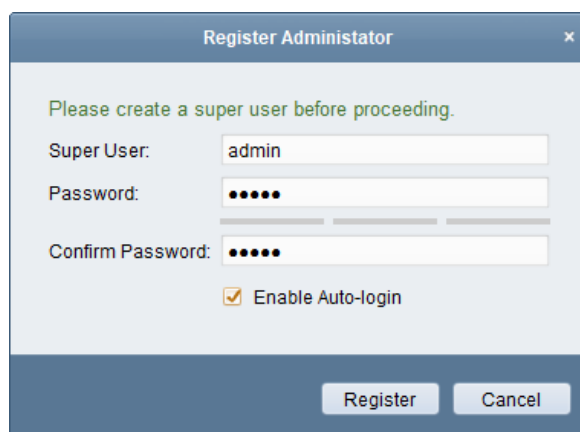 Register Administator
×
Please create a super user before proceeding.
Super User: admin
Password: •••••
Confirm Password: •••••
Enable Auto-login
Register Cancel